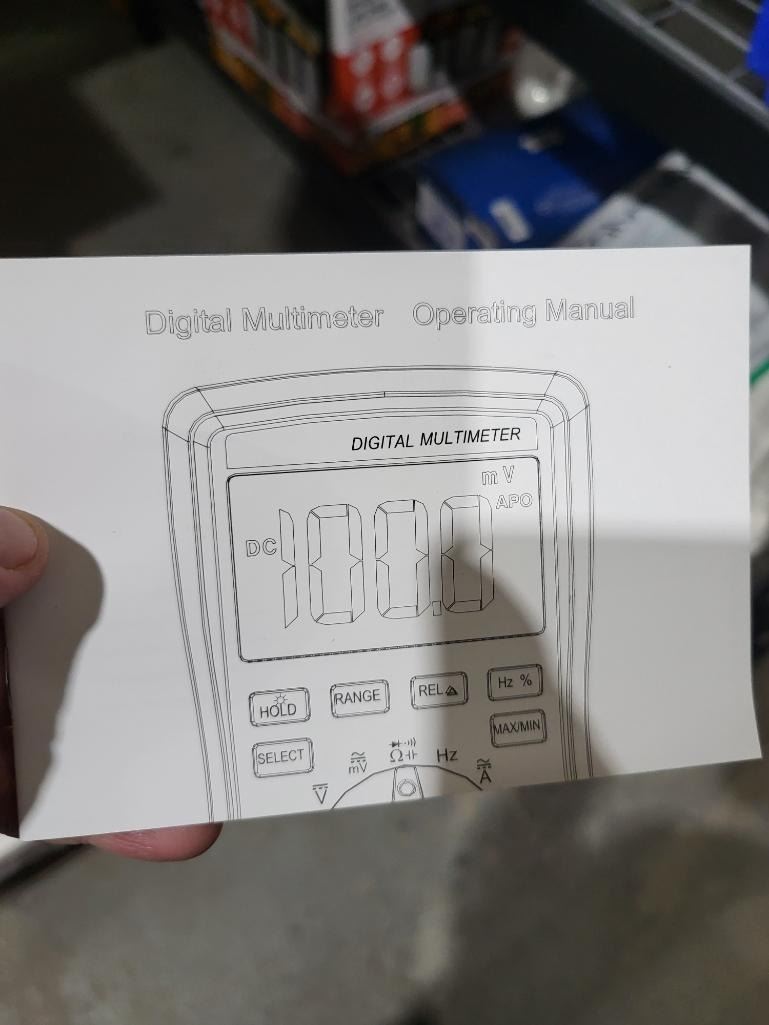 Digital Multimeter Operating Manual
DIGITAL MULTIMETER
mV
APO
DC 100.0
HOLD RANGE REL Hz %
SELECT MAX/MIN
V mV Ω Hz A